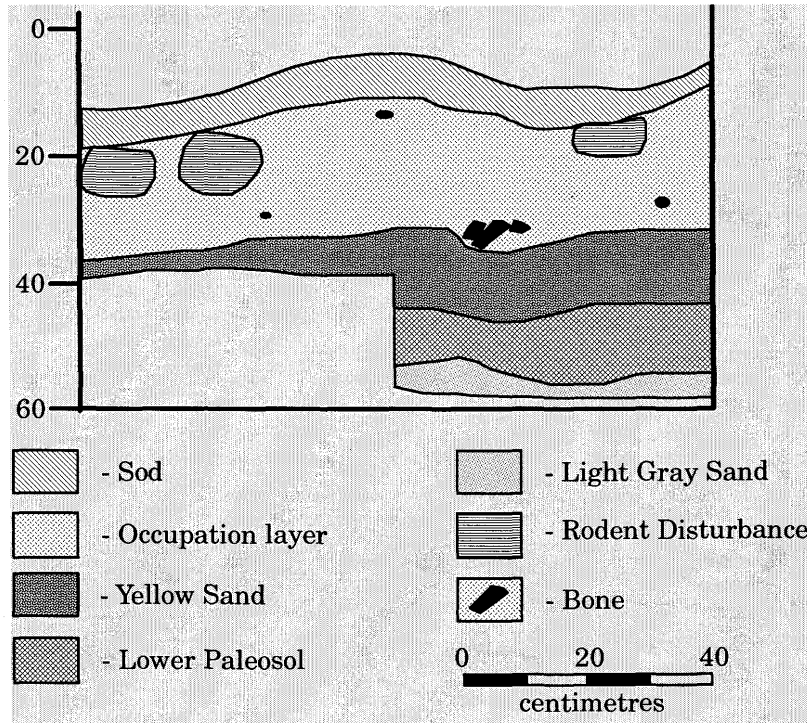 0
20
40
60
- Sod
- Occupation layer
- Yellow Sand
- Lower Paleosol
- Light Gray Sand
- Rodent Disturbance
- Bone
0 20 40
centimetres